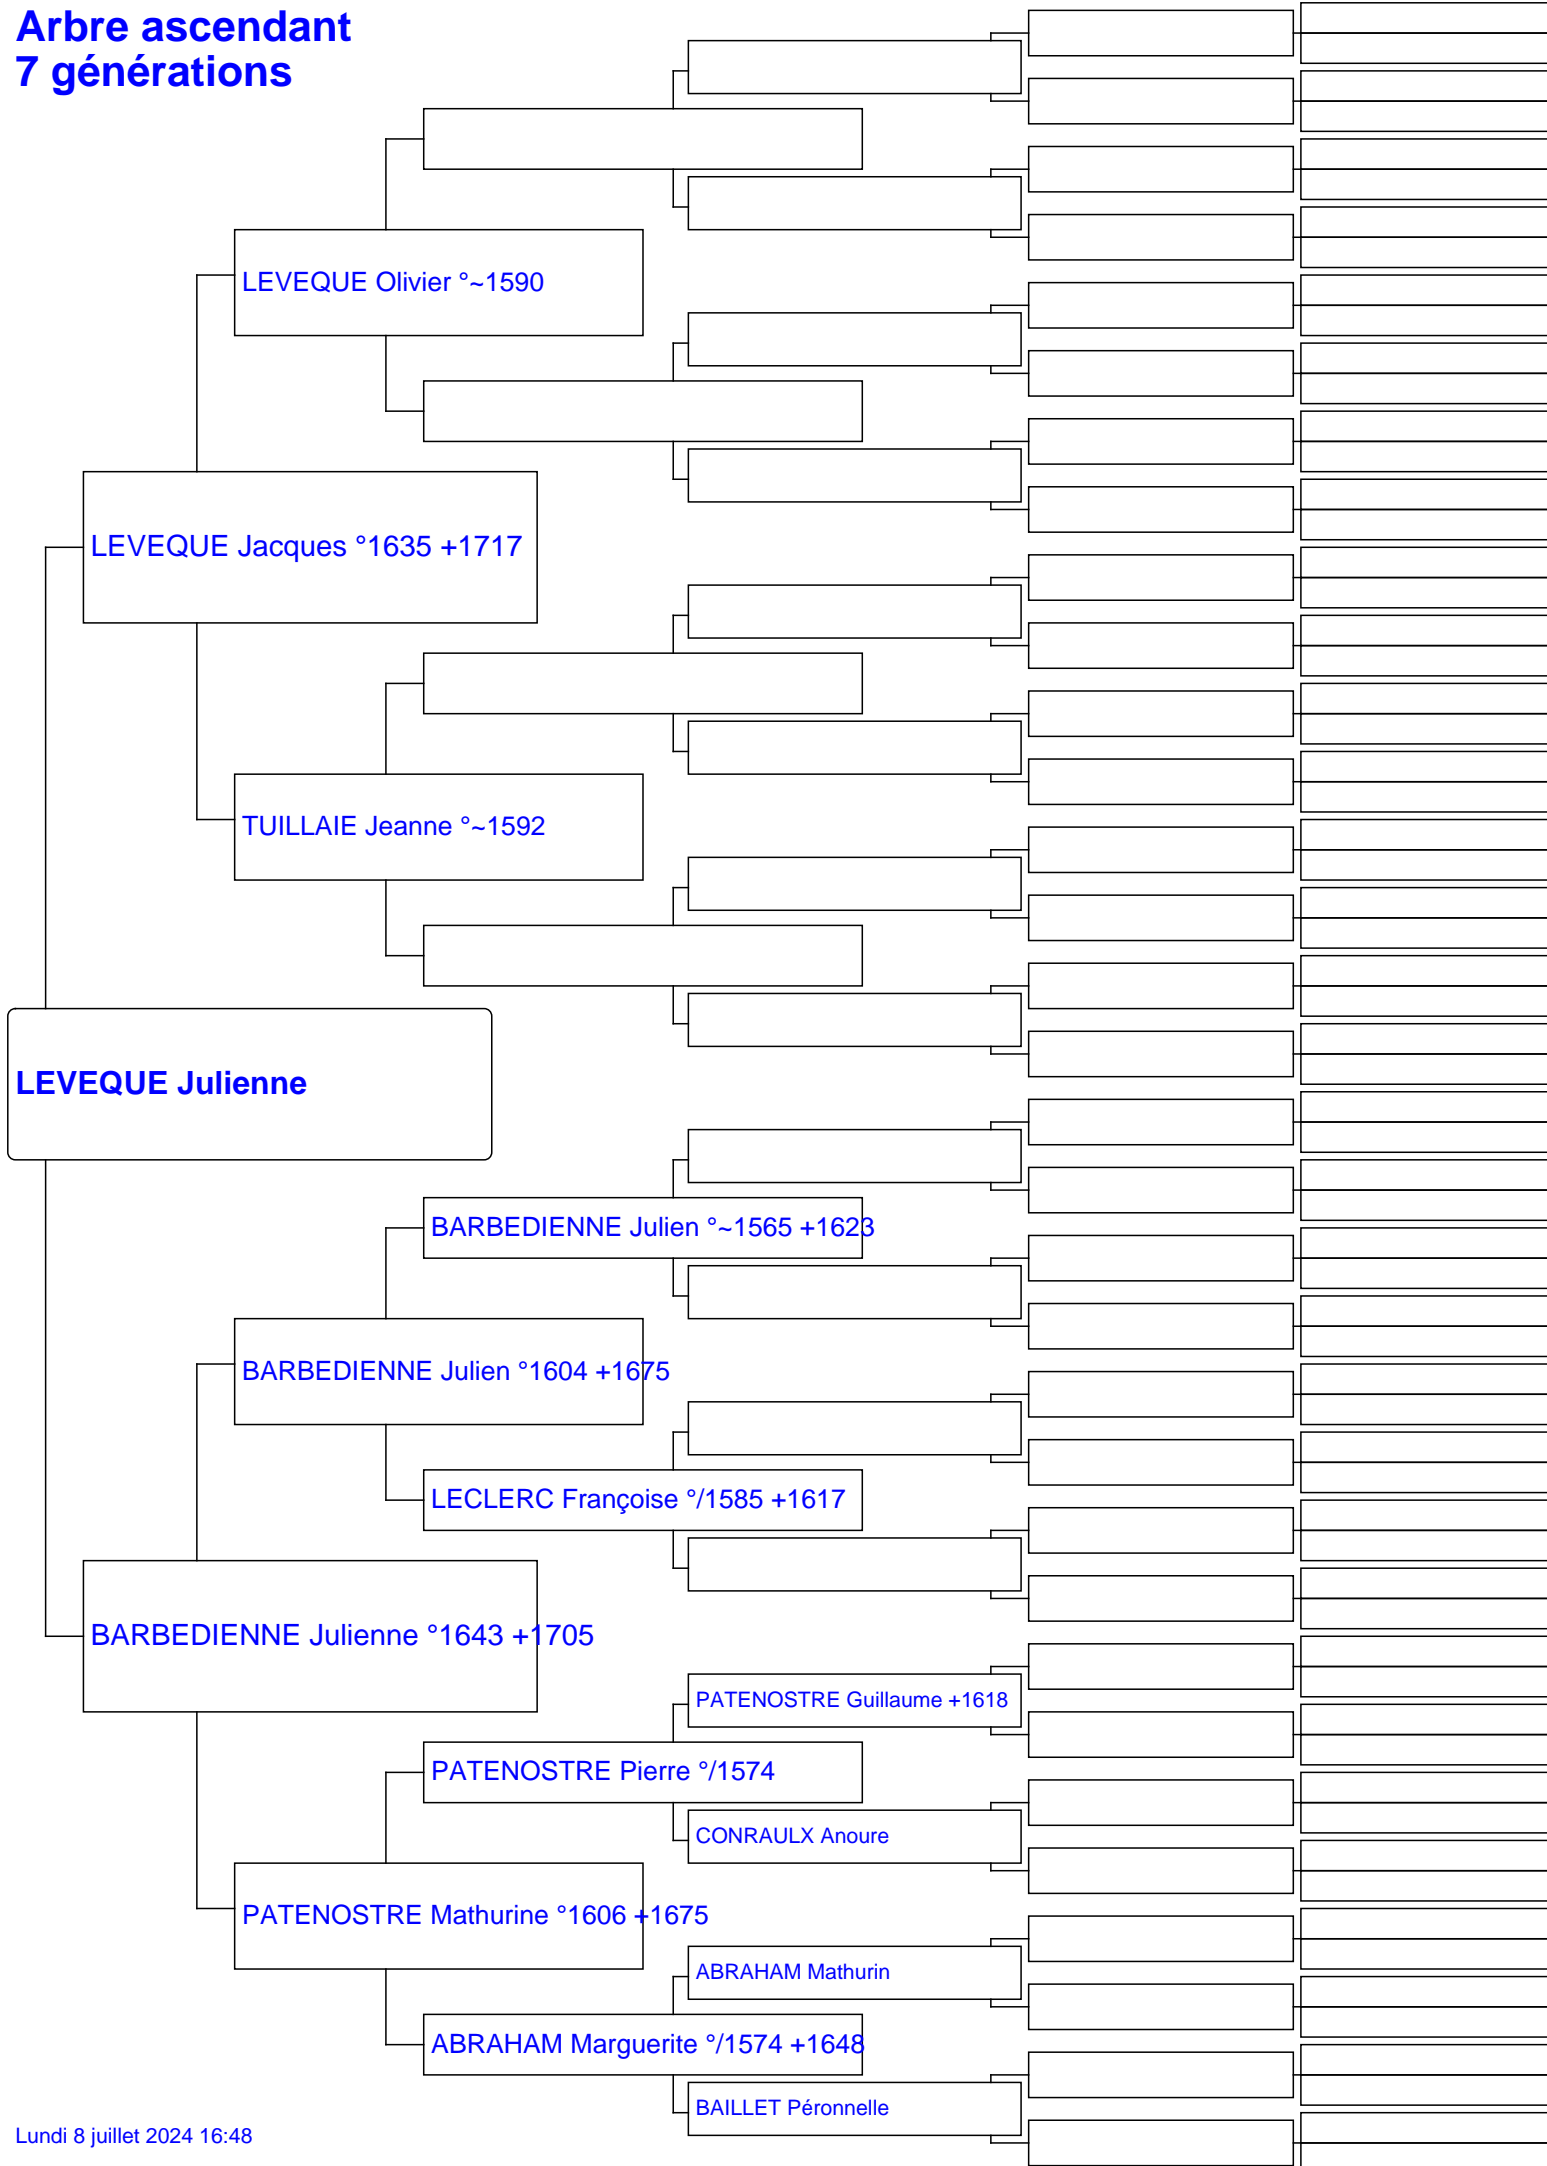 Arbre ascendant
7 générations
LEVEQUE Olivier °~1590
LEVEQUE Jacques °1635 +1717
TUILLAIE Jeanne °~1592
LEVEQUE Julienne
BARBEDIENNE Julien °~1565 +1623
BARBEDIENNE Julien °1604 +1675
LECLERC Françoise °/1585 +1617
BARBEDIENNE Julienne °1643 +1705
PATENOSTRE Guillaume +1618
PATENOSTRE Pierre °/1574
CONRAULX Anoure
PATENOSTRE Mathurine °1606 +1675
ABRAHAM Mathurin
ABRAHAM Marguerite °/1574 +1648
BAILLET Péronnelle
Lundi 8 juillet 2024 16:48